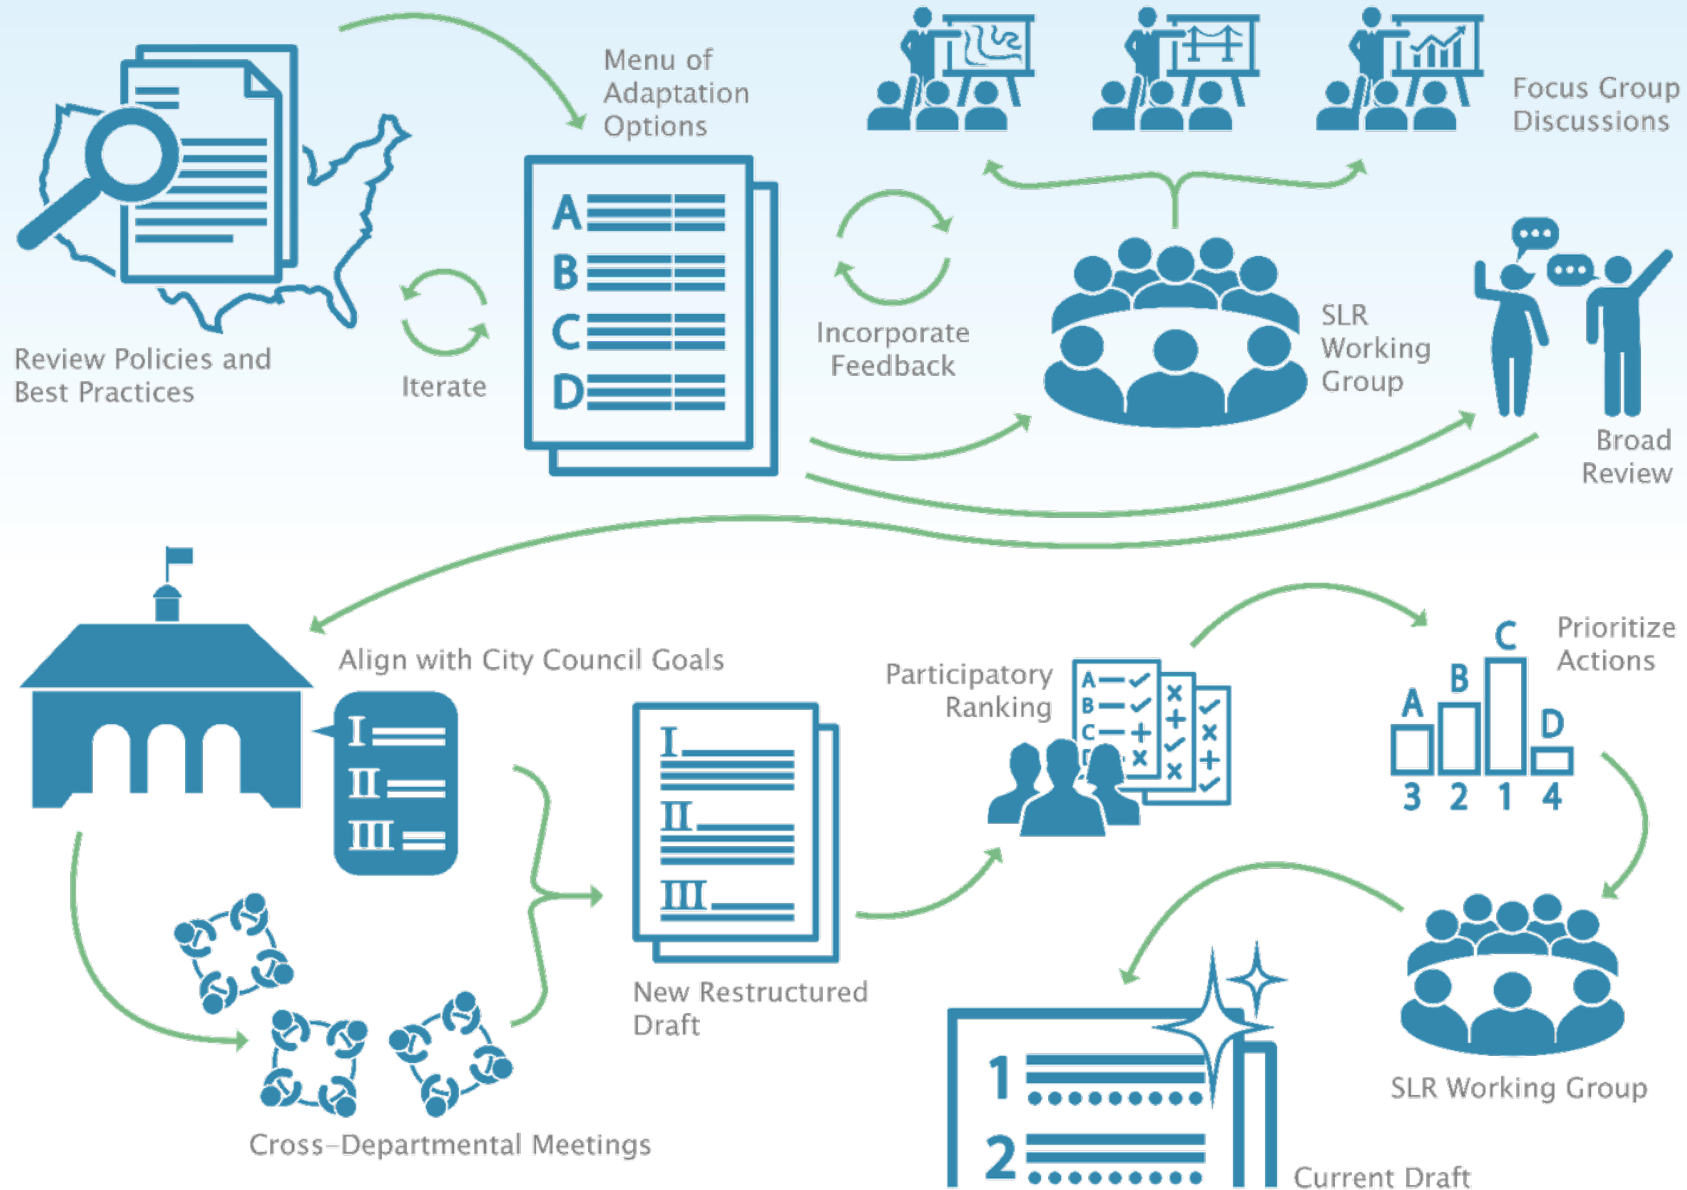 Menu of
Adaptation
Options
Focus Group
Discussions
A
B
C
D
Review Policies and
Best Practices
Iterate
Incorporate
Feedback
SLR
Working
Group
Broad
Review
Align with City Council Goals
I
II
III
I
II
III
New Restructured
Draft
Cross-Departmental Meetings
Participatory
Ranking
A
B
C
Prioritize
Actions
C
B
A
D
3 2 1 4
SLR Working Group
1
2
Current Draft